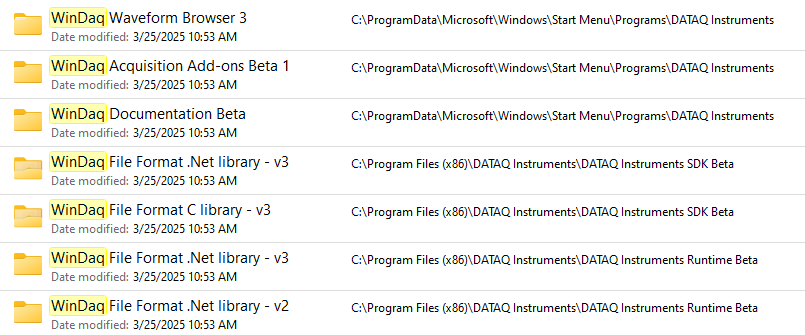 WinDaq Waveform Browser 3 C:\ProgramData\Microsoft\Windows\Start Menu\Programs\DATAQ Instruments
Date modified: 3/25/2025 10:53 AM
WinDaq Acquisition Add-ons Beta 1 C:\ProgramData\Microsoft\Windows\Start Menu\Programs\DATAQ Instruments
Date modified: 3/25/2025 10:53 AM
WinDaq Documentation Beta C:\ProgramData\Microsoft\Windows\Start Menu\Programs\DATAQ Instruments
Date modified: 3/25/2025 10:53 AM
WinDaq File Format .Net library - v3 C:\Program Files (x86)\DATAQ Instruments\DATAQ Instruments SDK Beta
Date modified: 3/25/2025 10:53 AM
WinDaq File Format C library - v3 C:\Program Files (x86)\DATAQ Instruments\DATAQ Instruments SDK Beta
Date modified: 3/25/2025 10:53 AM
WinDaq File Format .Net library - v3 C:\Program Files (x86)\DATAQ Instruments\DATAQ Instruments Runtime Beta
Date modified: 3/25/2025 10:53 AM
WinDaq File Format .Net library - v2 C:\Program Files (x86)\DATAQ Instruments\DATAQ Instruments Runtime Beta
Date modified: 3/25/2025 10:53 AM